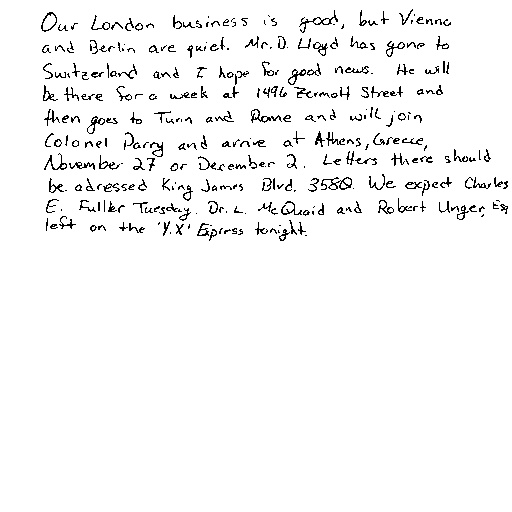 Our London business is good, but Vienna
and Berlin are quiet. Mr. D. Lloyd has gone to
Switzerland and I hope for good news. He will
be there for a week at 1496 Zermott Street and
then goes to Turin and Rome and will join
Colonel Parry and arrive at Athens, Greece,
November 27 or December 2. Letters there should
be adressed King James Blvd. 3580. We expect Charles
E. Fuller Tuesday. Dr. L. McQuaid and Robert Unger, Esq
left on the 'Y.X' Express tonight.